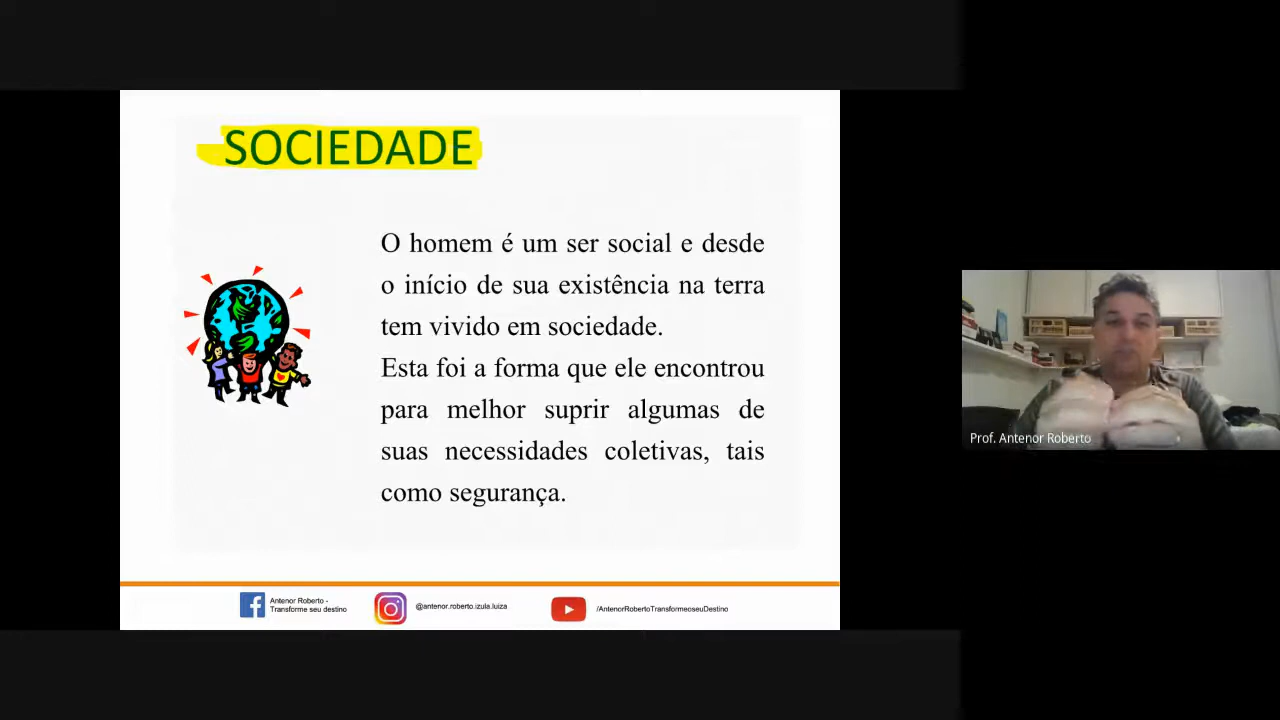 SOCIEDADE
O homem é um ser social e desde
o início de sua existência na terra
tem vivido em sociedade.
Esta foi a forma que ele encontrou
para melhor suprir algumas de
suas necessidades coletivas, tais
como segurança.
Prof. Antenor Roberto
Antenor Roberto -
Transforme seu destino
@antenor.roberto.izula.luiza
/AntenorRobertoTransformeoseuDestino